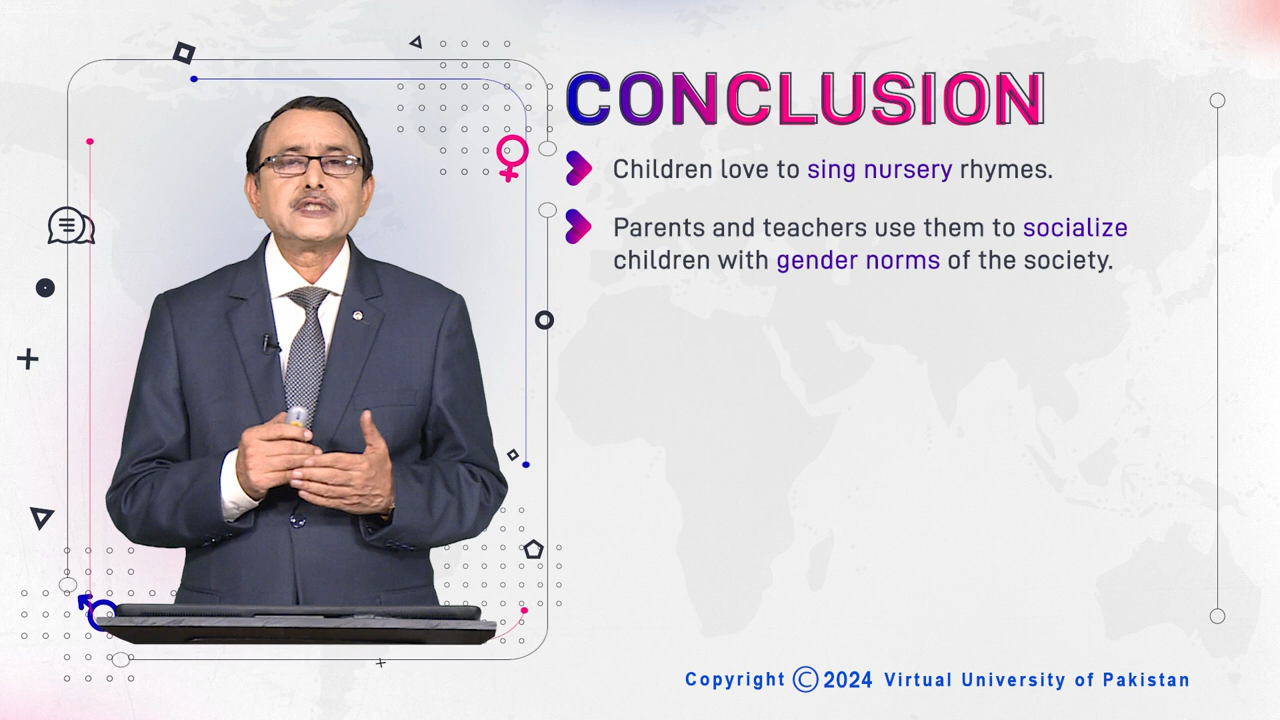 CONCLUSION
Children love to sing nursery rhymes.
Parents and teachers use them to socialize
children with gender norms of the society.
Copyright © 2024 Virtual University of Pakistan